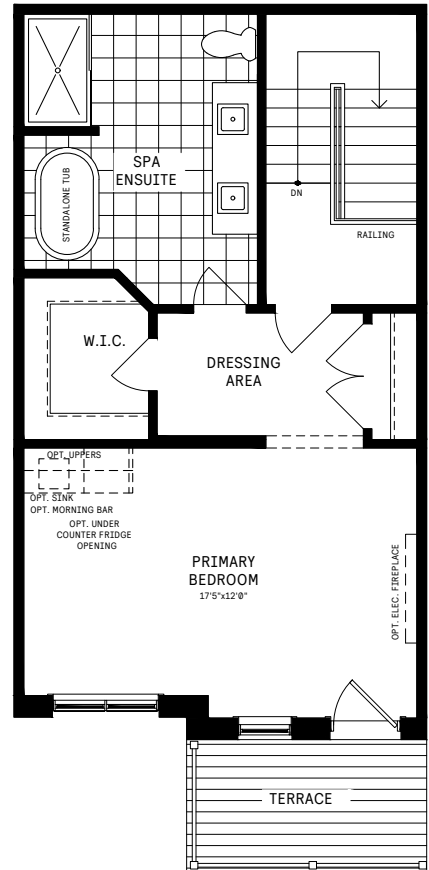 SPA
ENSUITE
STANDALONE TUB
DN
RAILING
W.I.C.
DRESSING
AREA
OPT. UPPERS
OPT. SINK
OPT. MORNING BAR
OPT. UNDER
COUNTER FRIDGE
OPENING
PRIMARY
BEDROOM
17'5"x12'0"
OPT. ELEC. FIREPLACE
TERRACE